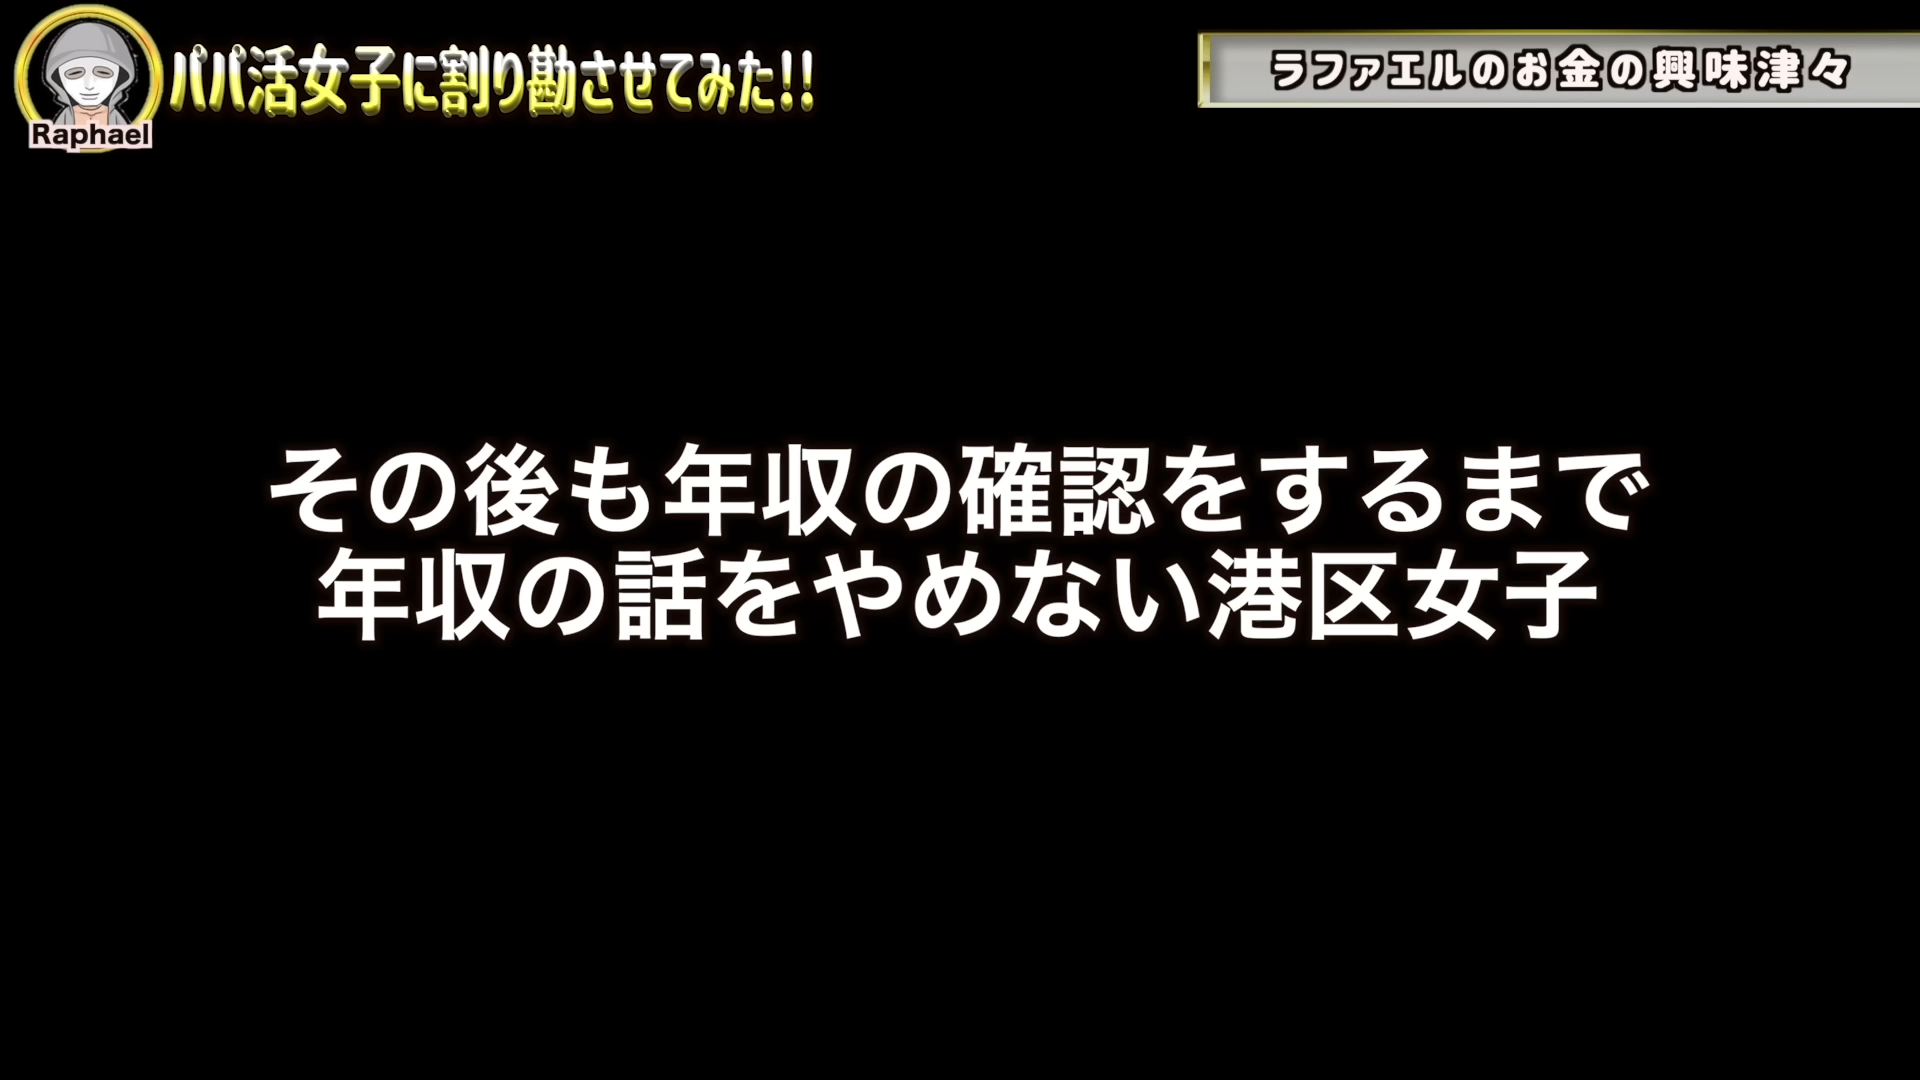 Raphael
パパ活女子に割り勘させてみた!!
ラファエルのお金の興味津々
その後も年収の確認をするまで
年収の話をやめない港区女子